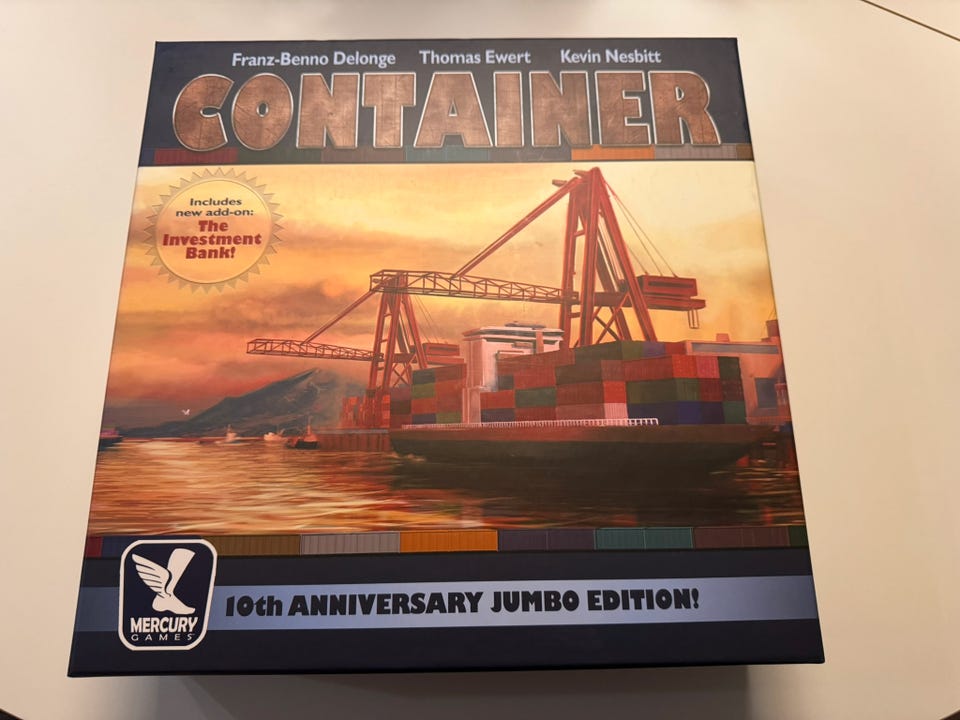 Franz-Benno Delonge Thomas Ewert Kevin Nesbitt
CONTAINER
Includes
new add-on:
The
Investment
Bank!
MERCURY
GAMES
10th ANNIVERSARY JUMBO EDITION!